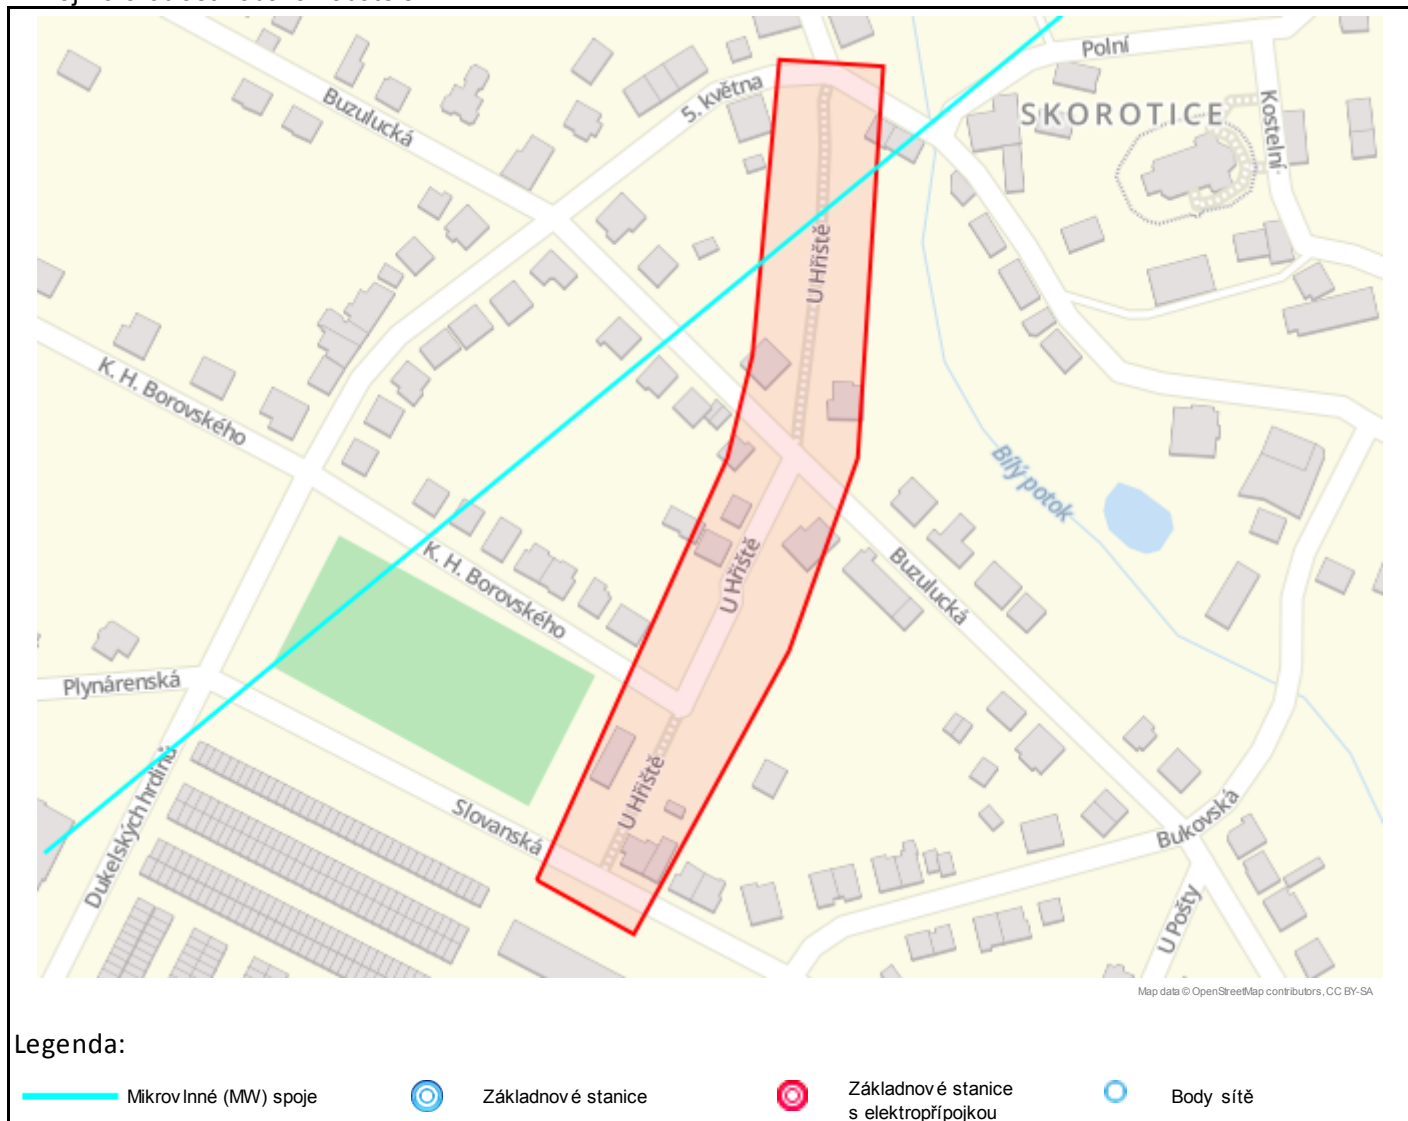 Polní
SKOROTICE
Kostelní
5. května
Buzulucká
U Hřiště
K. H. Borovského
Bílý potok
K. H. Borovského
U Hřiště
Buzulucká
Plynárenská
Dukelských hrdinů
U Hřiště
Slovanská
Bukovská
U Pošty
Map data © OpenStreetMap contributors, CC BY-SA
Legenda:
Mikrovlnné (MW) spoje
Základnové stanice
Základnové stanice
s elektropřípojkou
Body sítě